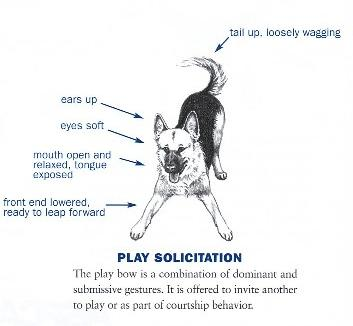 tail up, loosely wagging
ears up
eyes soft
mouth open and
relaxed, tongue
exposed
front end lowered,
ready to leap forward
PLAY SOLICITATION
The play bow is a combination of dominant and
submissive gestures. It is offered to invite another
to play or as part of courtship behavior.